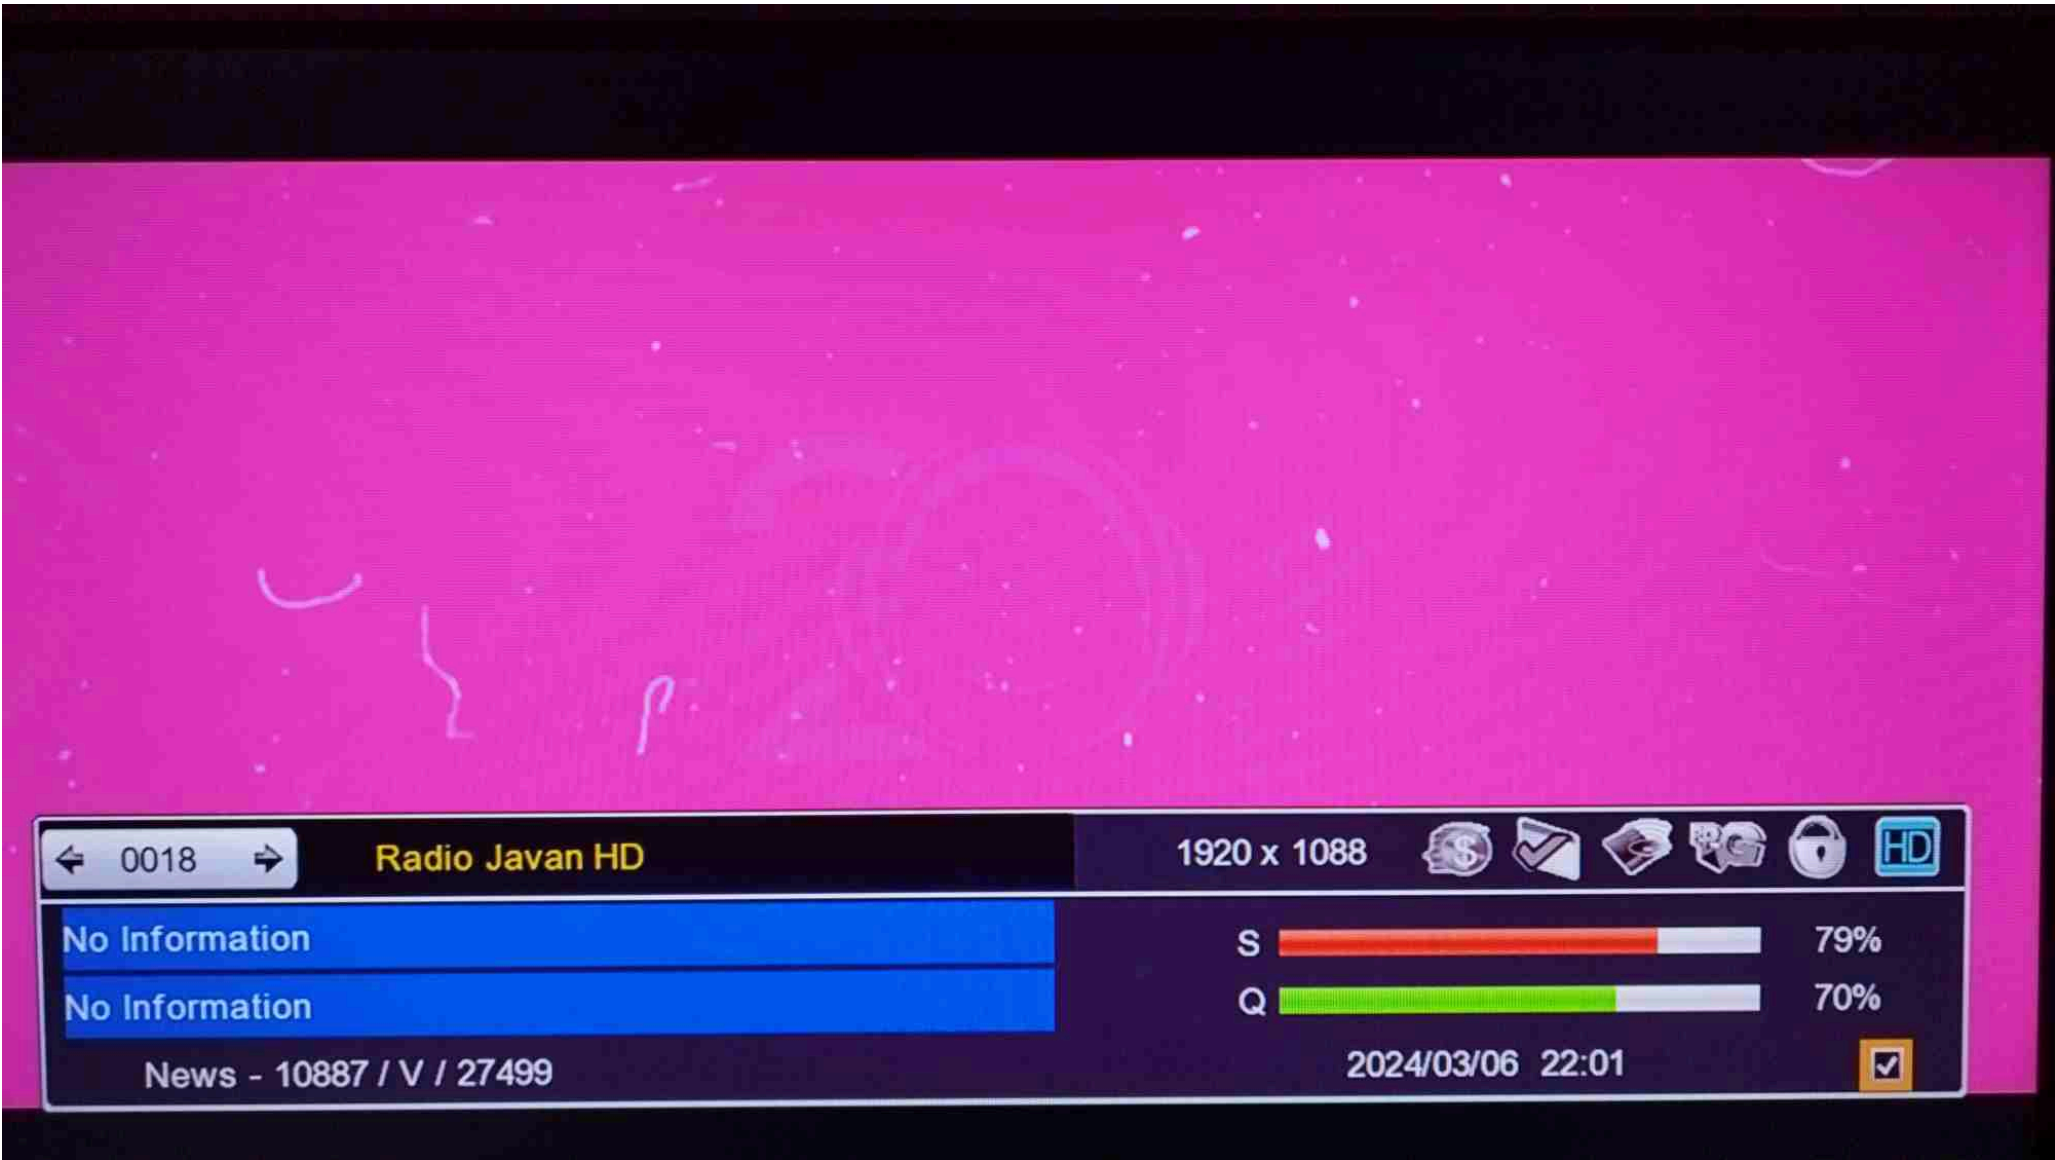 0018 Radio Javan HD 1920 x 1088 HD
No Information
S 79%
No Information
Q 70%
News - 10887 / V / 27499
2024/03/06 22:01